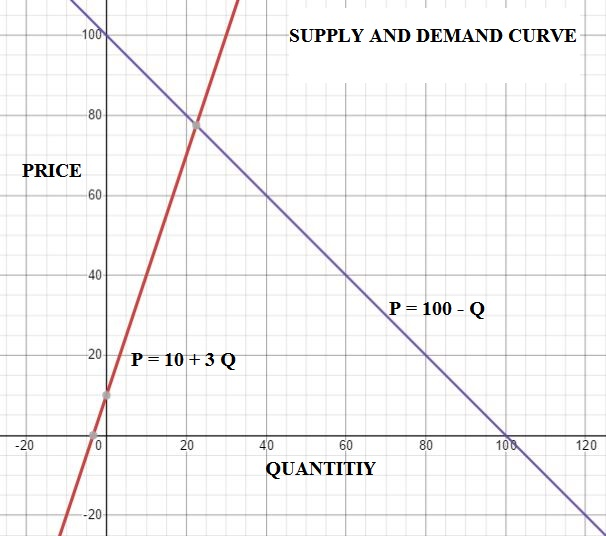 SUPPLY AND DEMAND CURVE
100
80
PRICE
60
40
P = 100 - Q
20
P = 10 + 3 Q
-20 0 20 40 60 80 100 120
QUANTITIY
-20